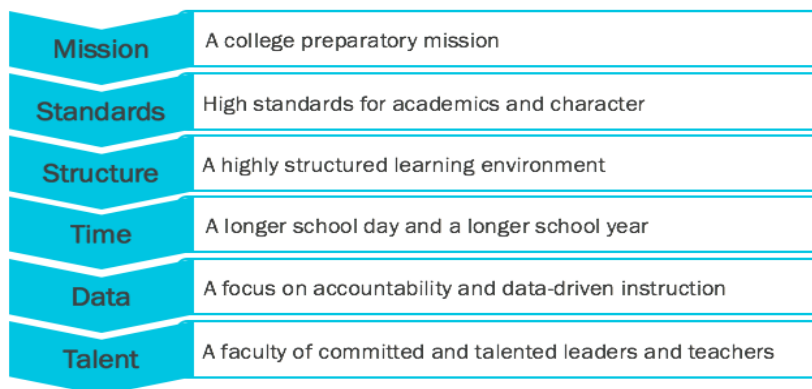 Mission
A college preparatory mission
Standards
High standards for academics and character
Structure
A highly structured learning environment
Time
A longer school day and a longer school year
Data
A focus on accountability and data-driven instruction
Talent
A faculty of committed and talented leaders and teachers